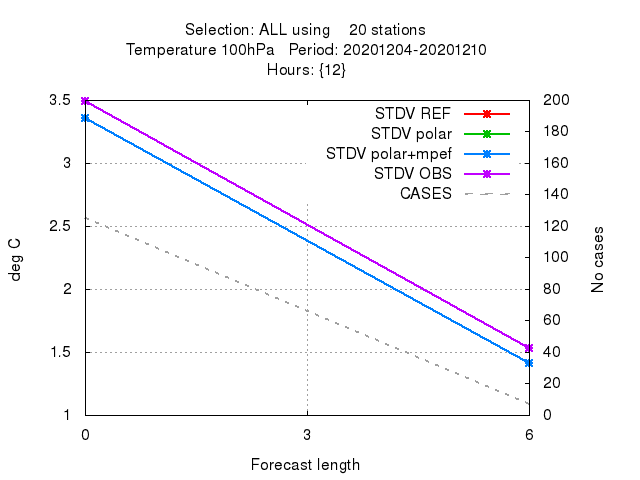 Selection: ALL using 20 stations
Temperature 100hPa Period: 20201204-20201210
Hours: {12}
3.5
3
2.5
2
1.5
1
deg C
STDV REF
STDV polar
STDV polar+mpef
STDV OBS
CASES
200
180
160
140
120
100
80
60
40
20
0
No cases
0 3 6
Forecast length